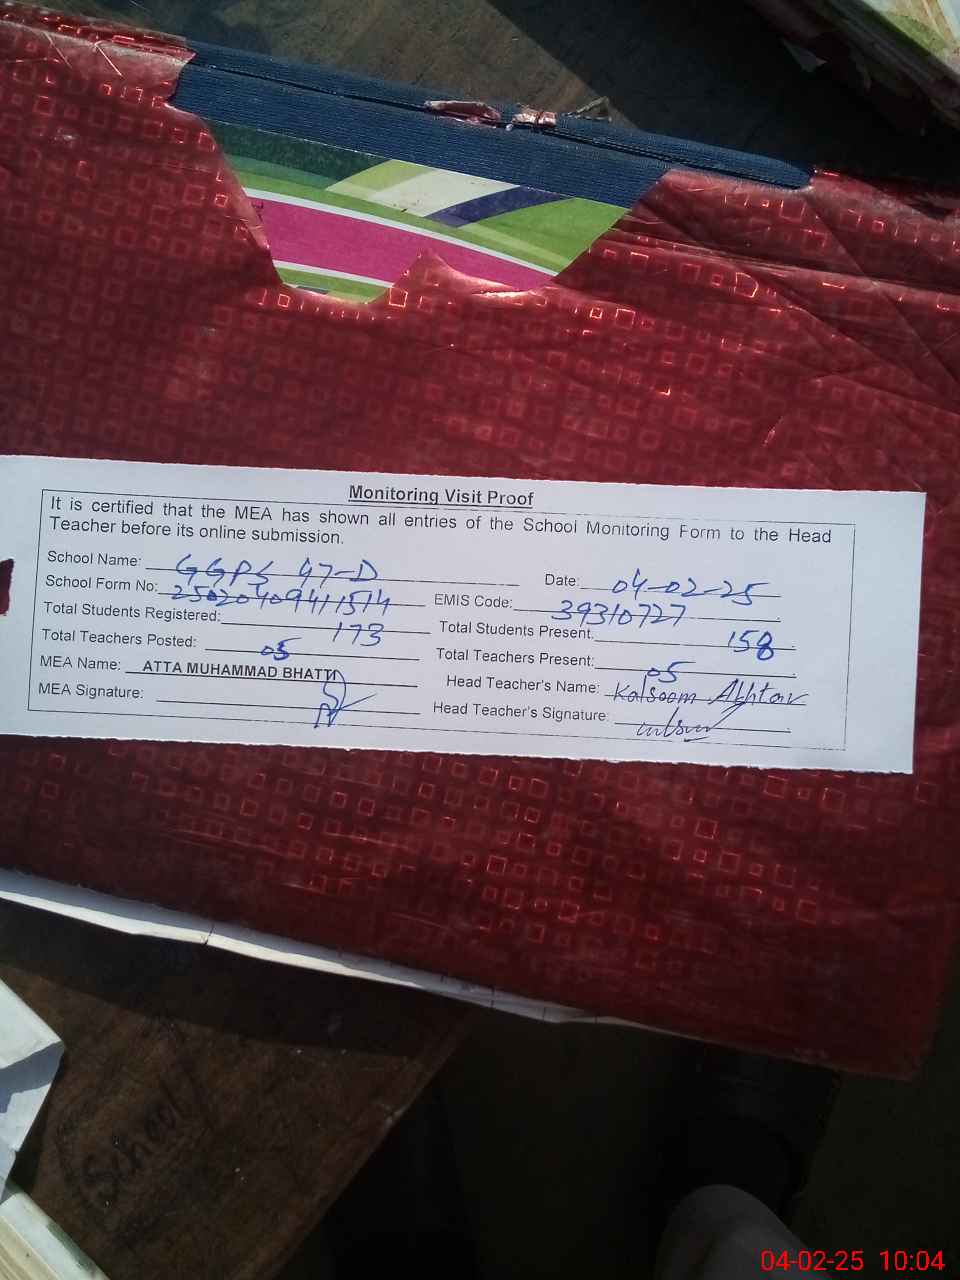 Monitoring Visit Proof
It is certified that the MEA has shown all entries of the School Monitoring Form to the Head
Teacher before its online submission.
School Name: GGPS 47-D Date: 04-02-25
School Form No: 25020409411514 EMIS Code: 39310727
Total Students Registered: 173 Total Students Present: 158
Total Teachers Posted: 05 Total Teachers Present: 05
MEA Name: ATTA MUHAMMAD BHATTI Head Teacher's Name: Kalsoom Akhtar
MEA Signature: Head Teacher's Signature:
School
04-02-25 10:04